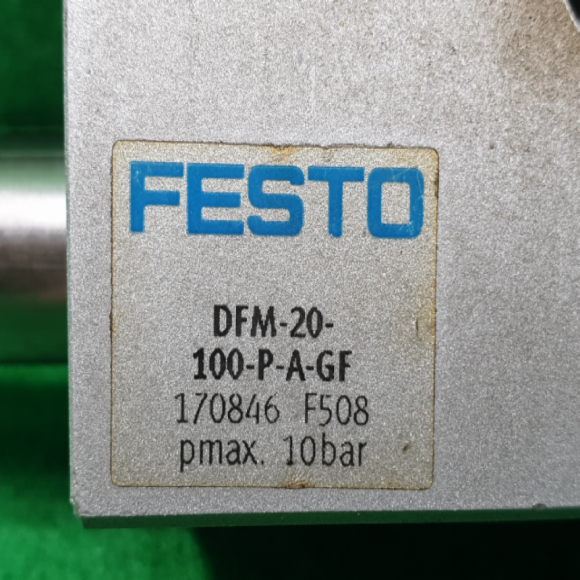 FESTO
DFM-20-
100-P-A-GF
170846 F508
pmax. 10bar